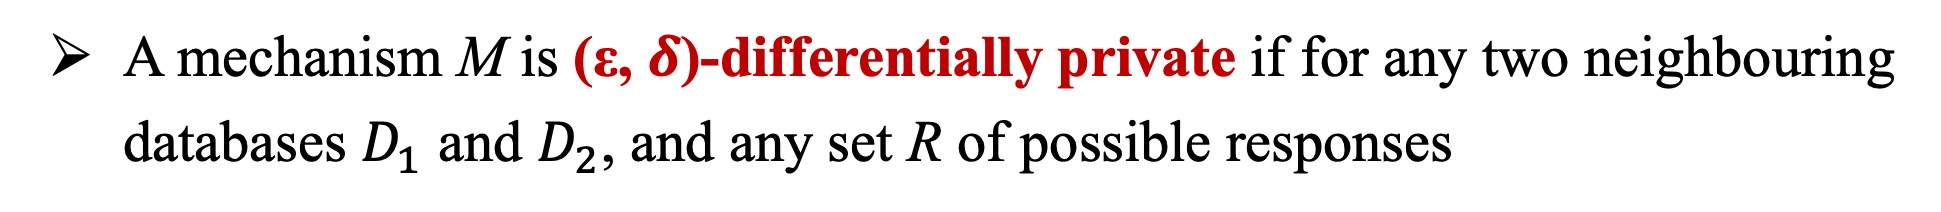 ➢ A mechanism M is (ε, δ)-differentially private if for any two neighbouring
databases D₁ and D₂, and any set R of possible responses